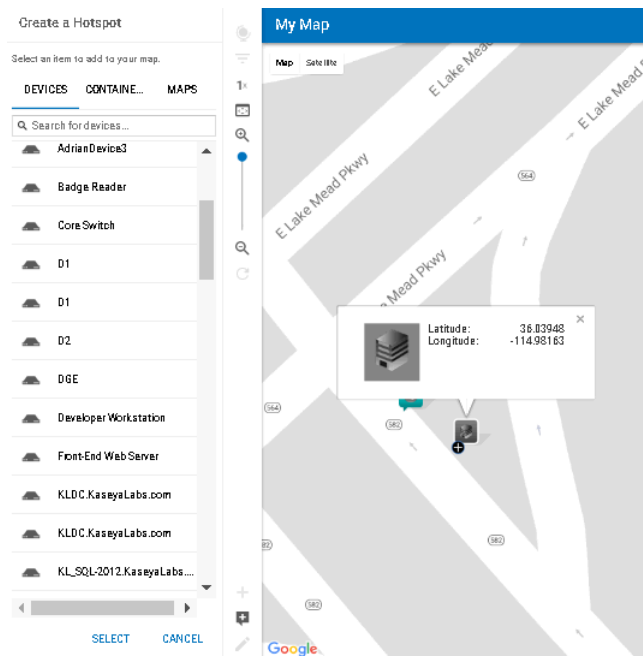 Create a Hotspot
Select an item to add to your map.
DEVICES CONTAINE... MAPS
Search for devices...
AdrianDevice3
Badge Reader
Core Switch
D1
D1
D2
DGE
Developer Workstation
Front-End Web Server
KLDC.KaseyaLabs.com
KLDC.KaseyaLabs.com
KL_SQL-2012.KaseyaLabs....
SELECT CANCEL
1x
My Map
Map Satellite
E Lake Mead
E Lake Mead Pkwy
564
E Lake Mead Pkwy
Mead Pkwy
Latitude: 36.03948
Longitude: -114.98163
564
582
582
582
582
Google